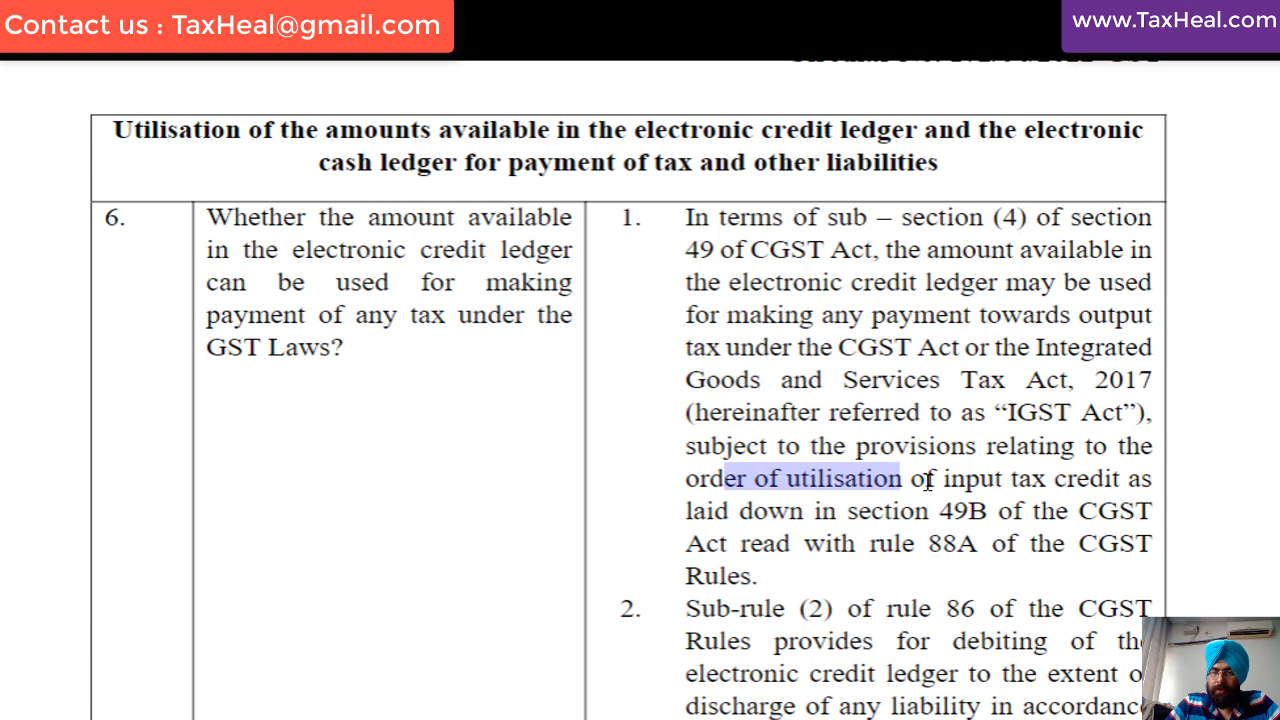 Contact us : TaxHeal@gmail.com
www.TaxHeal.com
Utilisation of the amounts available in the electronic credit ledger and the electronic
cash ledger for payment of tax and other liabilities
6.
Whether the amount available
in the electronic credit ledger
can be used for making
payment of any tax under the
GST Laws?
1. In terms of sub – section (4) of section
49 of CGST Act, the amount available in
the electronic credit ledger may be used
for making any payment towards output
tax under the CGST Act or the Integrated
Goods and Services Tax Act, 2017
(hereinafter referred to as “IGST Act”),
subject to the provisions relating to the
order of utilisation of input tax credit as
laid down in section 49B of the CGST
Act read with rule 88A of the CGST
Rules.
2. Sub-rule (2) of rule 86 of the CGST
Rules provides for debiting of the
electronic credit ledger to the extent o
discharge of any liability in accordanc